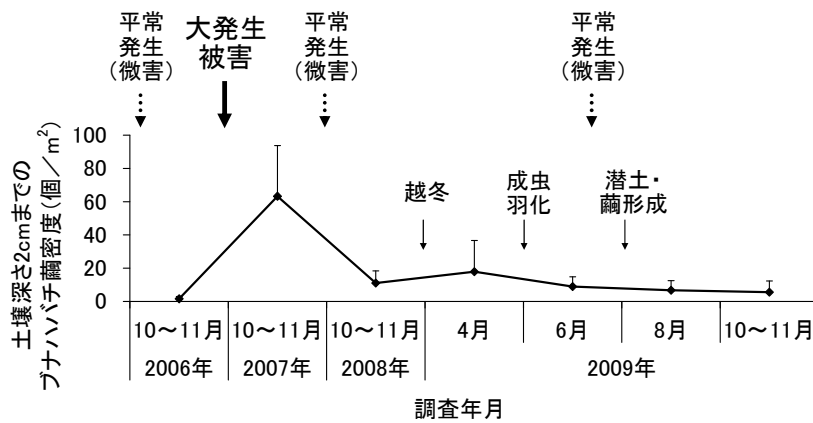 平常
発生
(微害)
大発生
被害
平常
発生
(微害)
平常
発生
(微害)
土壌深さ2cmまでの
ブナハバチ繭密度(個/m²)
100
80
60
40
20
0
越冬
成虫
羽化
潜土・
繭形成
10～11月
10～11月
10～11月
4月
6月
8月
10～11月
2006年
2007年
2008年
2009年
調査年月